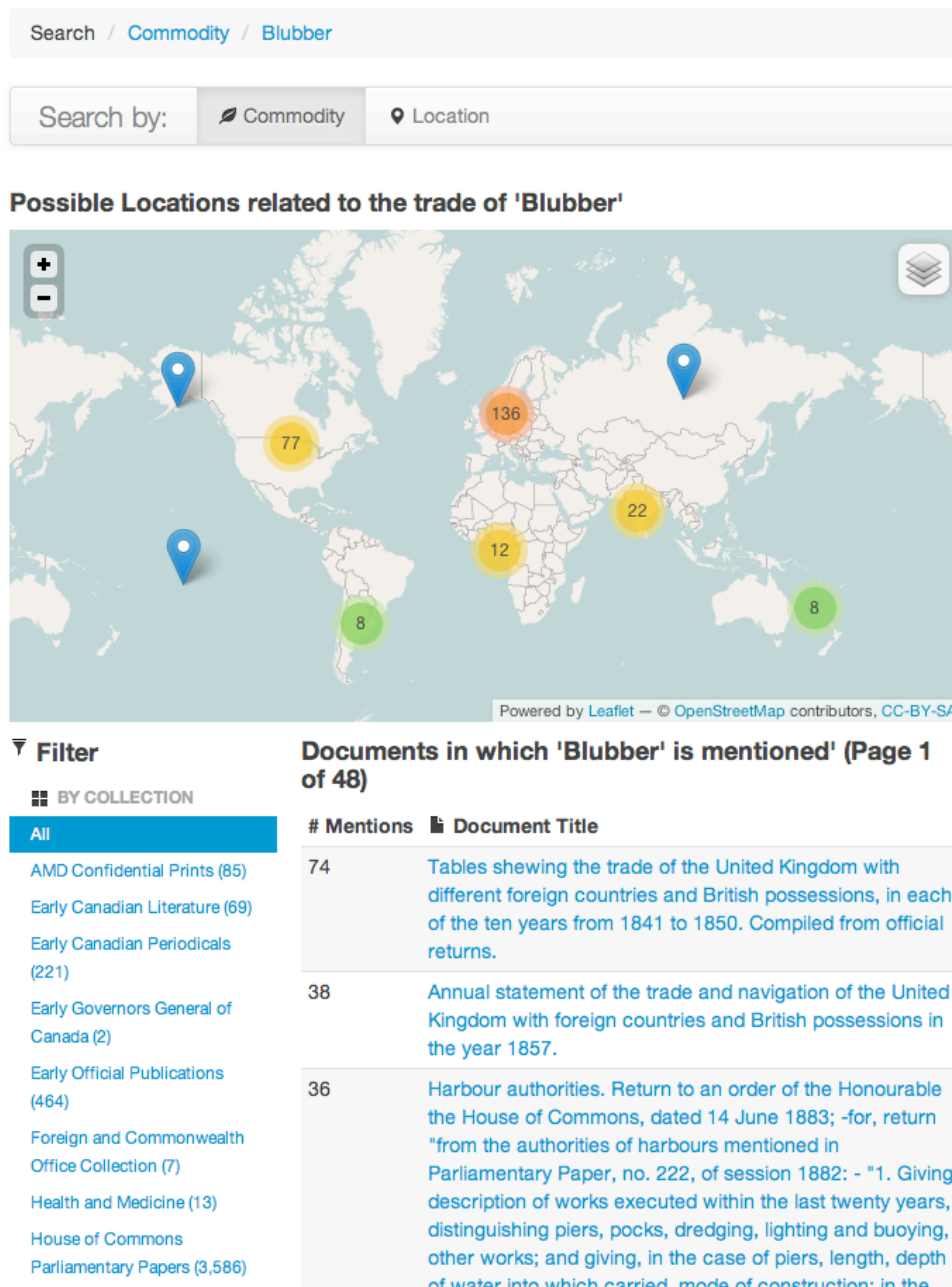 Search / Commodity / Blubber
Search by: Commodity Location
Possible Locations related to the trade of 'Blubber'
+
-
136
77
22
12
8
8
Powered by Leaflet — © OpenStreetMap contributors, CC-BY-SA
Filter
BY COLLECTION
All
AMD Confidential Prints (85)
Early Canadian Literature (69)
Early Canadian Periodicals
(221)
Early Governors General of
Canada (2)
Early Official Publications
(464)
Foreign and Commonwealth
Office Collection (7)
Health and Medicine (13)
House of Commons
Parliamentary Papers (3,586)
Documents in which 'Blubber' is mentioned' (Page 1
of 48)
# Mentions Document Title
74 Tables shewing the trade of the United Kingdom with
different foreign countries and British possessions, in each
of the ten years from 1841 to 1850. Compiled from official
returns.
38 Annual statement of the trade and navigation of the United
Kingdom with foreign countries and British possessions in
the year 1857.
36 Harbour authorities. Return to an order of the Honourable
the House of Commons, dated 14 June 1883; -for, return
"from the authorities of harbours mentioned in
Parliamentary Paper, no. 222, of session 1882: - "1. Giving
description of works executed within the last twenty years,
distinguishing piers, pocks, dredging, lighting and buoying,
other works; and giving, in the case of piers, length, depth
of water into which carried, mode of construction; in the